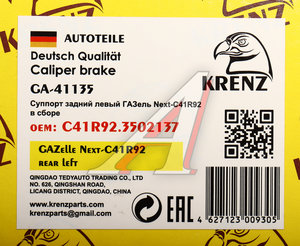 AUTOTEILE
Deutsch Qualität
Caliper brake
GA-41135
KRENZ
Суппорт задний левый ГАЗель Next-C41R92
в сборе
OEM: C41R92.3502137
GAZelle Next-C41R92
REAR left
QINGDAO TEDYAUTO TRADING CO., LTD
NO. 626, QINGSHAN ROAD,
LICANG DISTRICT, QINGDAO, CHINA
www.krenzparts.com
krenzparts@gmail.com
EAC
4 627123 009305